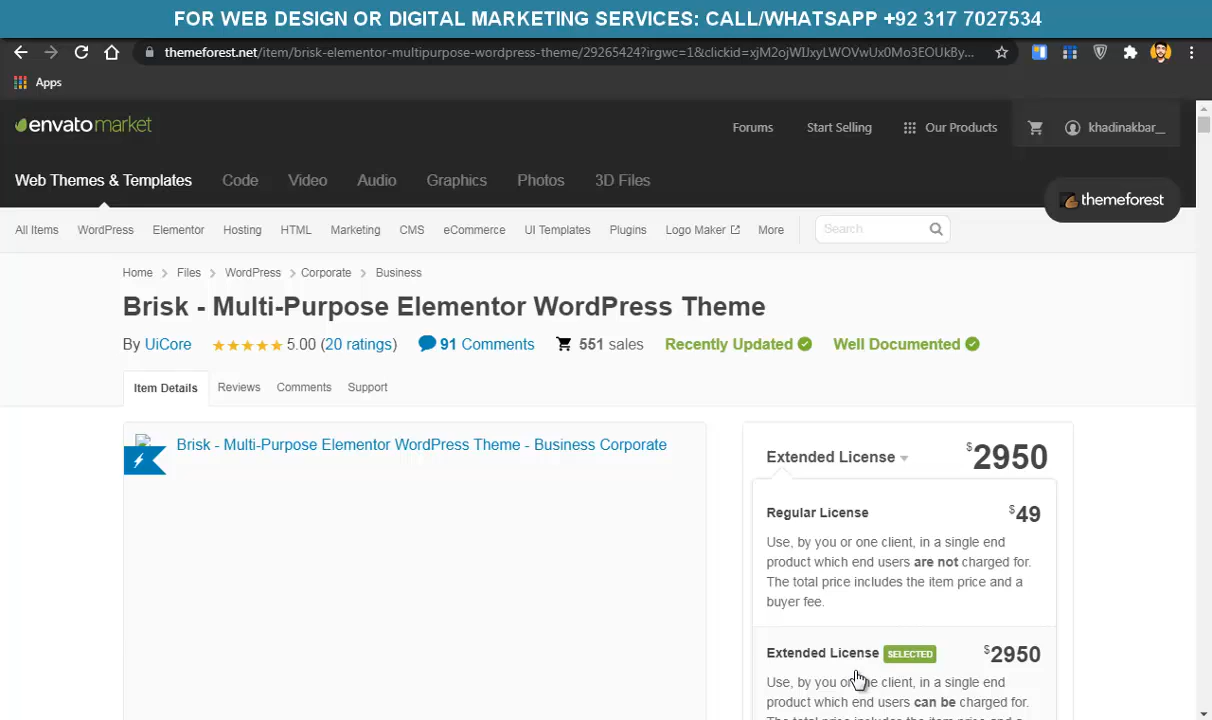 FOR WEB DESIGN OR DIGITAL MARKETING SERVICES: CALL/WHATSAPP +92 317 7027534
themeforest.net/item/brisk-elementor-multipurpose-wordpress-theme/29265424?irgwc=1&clickid=xjM2ojWIJxyLWOVwUx0Mo3EOUkBy...
Apps
envatomarket
Forums
Start Selling
Our Products
khadinakbar_
Web Themes & Templates
Code
Video
Audio
Graphics
Photos
3D Files
themeforest
All Items
WordPress
Elementor
Hosting
HTML
Marketing
CMS
eCommerce
UI Templates
Plugins
Logo Maker
More
Search
Home
Files
WordPress
Corporate
Business
Brisk - Multi-Purpose Elementor WordPress Theme
By UiCore
5.00 (20 ratings)
91 Comments
551 sales
Recently Updated
Well Documented
Item Details
Reviews
Comments
Support
Brisk - Multi-Purpose Elementor WordPress Theme - Business Corporate
Extended License
$2950
Regular License
$49
Use, by you or one client, in a single end
product which end users are not charged for.
The total price includes the item price and a
buyer fee.
Extended License SELECTED
$2950
Use, by you or one client, in a single end
product which end users can be charged for.